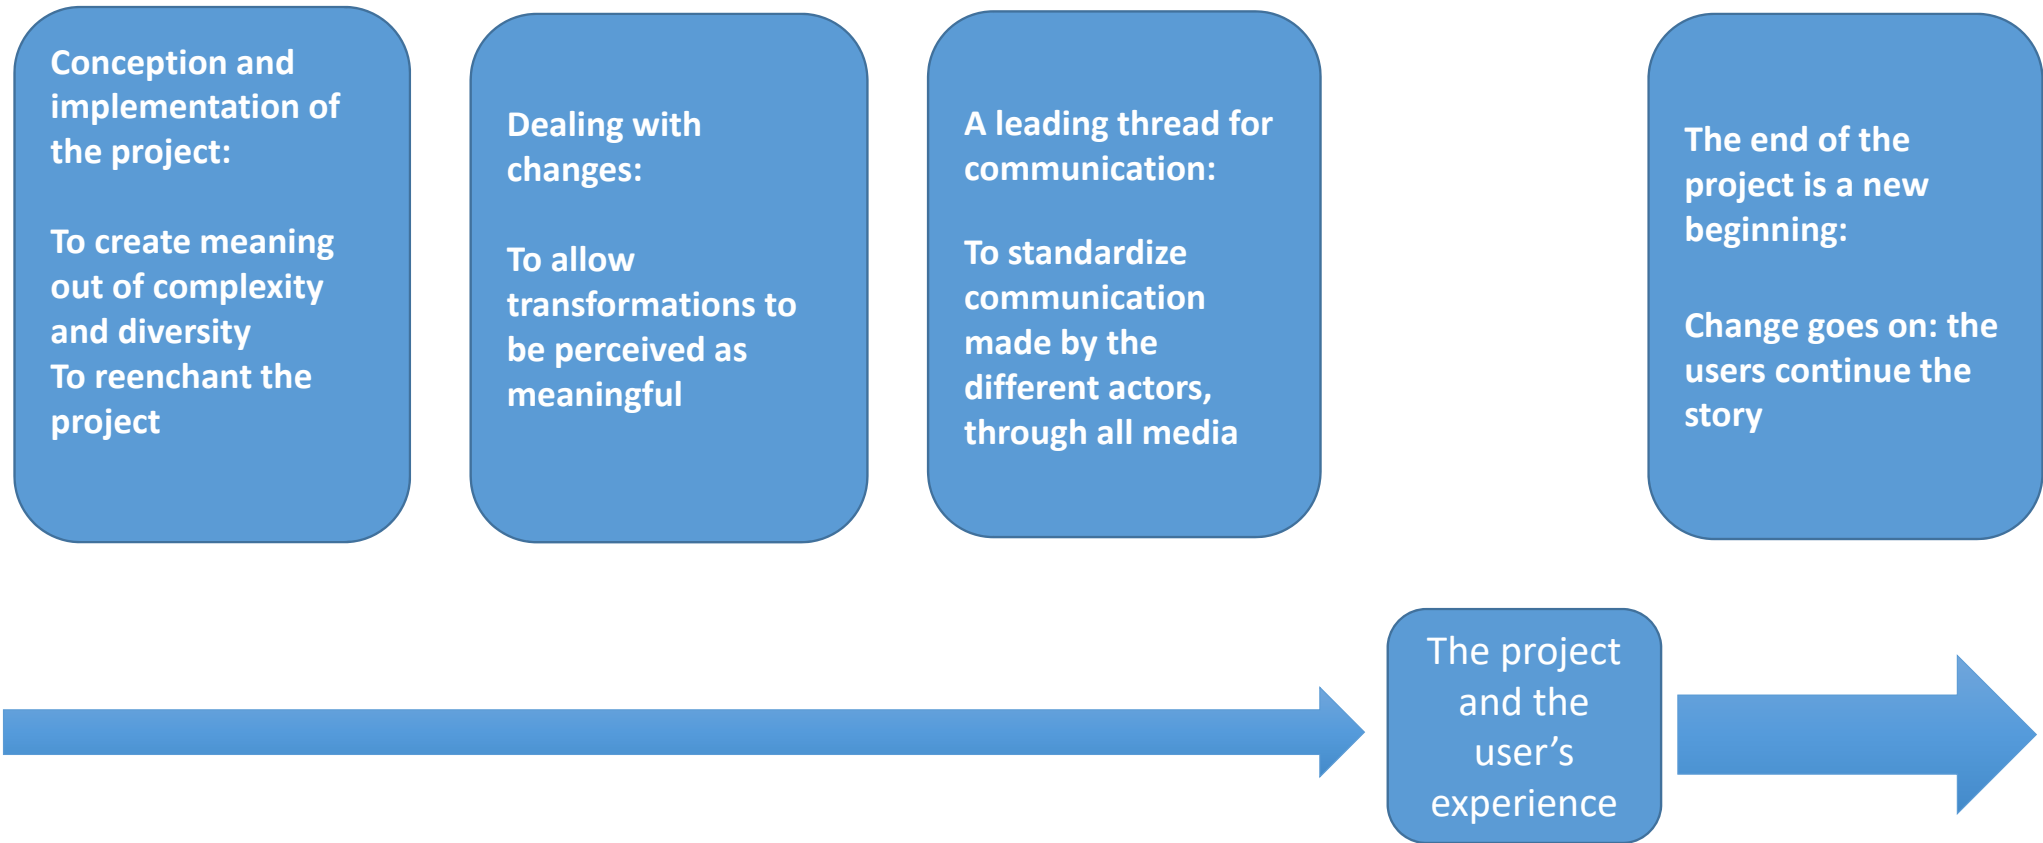 Conception and
implementation of
the project:
To create meaning
out of complexity
and diversity
To reenchant the
project
Dealing with
changes:
To allow
transformations to
be perceived as
meaningful
A leading thread for
communication:
To standardize
communication
made by the
different actors,
through all media
The end of the
project is a new
beginning:
Change goes on: the
users continue the
story
The project
and the
user’s
experience